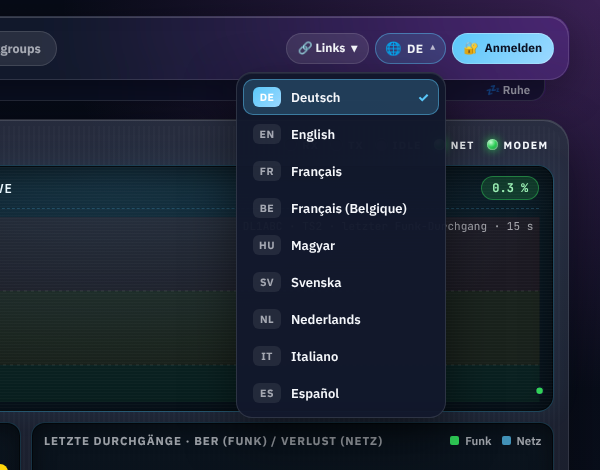 groups
🔗 Links ▼
🌐 DE ▲
🔐 Anmelden
💤 Ruhe
DE Deutsch ✓
EN English
FR Français
BE Français (Belgique)
HU Magyar
SV Svenska
NL Nederlands
IT Italiano
ES Español
NET
MODEM
0.3 %
chgang · 15 s
LETZTE DURCHGÄNGE · BER (FUNK) / VERLUST (NETZ)
Funk
Netz